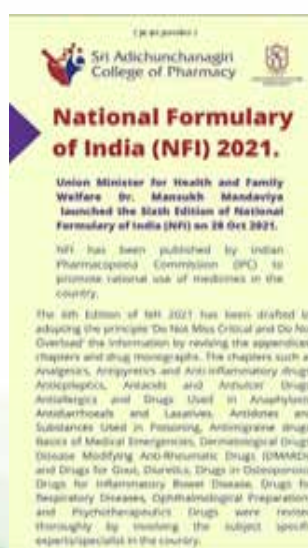 Sri Adichunchanagiri
College of Pharmacy
National Formulary
of India (NFI) 2021.
Union Minister for Health and Family
Welfare Dr. Mansukh Mandaviya
launched the Sixth Edition of National
Formulary of India (NFI) on 28 Oct 2021.
NFI has been published by Indian
Pharmacopoeia Commission (IPC) to
promote rational use of medicines in the
country.
The 6th Edition of NFI 2021 has been drafted
adopting the principle 'Do Not Miss Critical and Do No
Overload' the information by revising the appendices
chapters and drug monographs. The chapters such a
Analgesics, Antipyretics and Anti-inflammatory drugs
Antiepileptics, Antacids and Antiulcer Drugs
Antiallergics and Drugs Used in Anaphylaxis
Antidiarrhoeals and Laxatives, Antidotes and
Substances Used in Poisoning, Antimigraine drugs
Basics of Medical Emergencies, Dermatological Drugs
Disease Modifying Anti-Rheumatic Drugs (DMARDs
and Drugs for Gout, Diuretics, Drugs in Osteoporosis
Drugs for Inflammatory Bowel Disease, Drugs fo
Respiratory Diseases, Ophthalmological Preparation
and Psychotherapeutics Drugs were revised
thoroughly by involving the subject specifi
experts/specialist in the country.